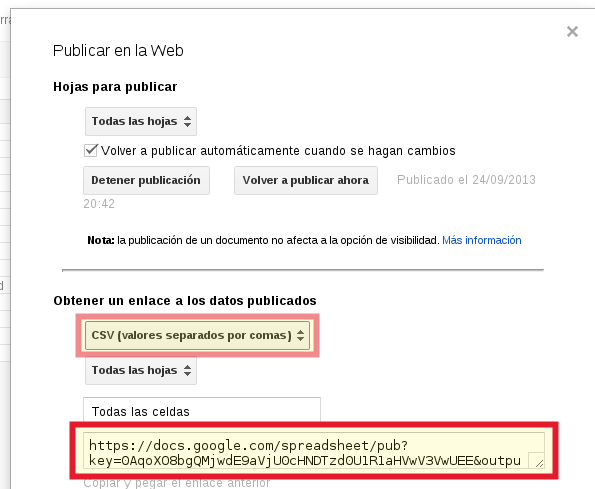 Publicar en la Web
Hojas para publicar
Todas las hojas
Volver a publicar automáticamente cuando se hagan cambios
Detener publicación Volver a publicar ahora Publicado el 24/09/2013
20:42
Nota: la publicación de un documento no afecta a la opción de visibilidad. Más información
Obtener un enlace a los datos publicados
CSV (valores separados por comas)
Todas las hojas
Todas las celdas
https://docs.google.com/spreadsheet/pub?
key=0AqoXO8bgQMjwdE9aVjU0cHNDTzd0U1R1aHVwV3VwUEE&outpu
Copiar y pegar el enlace anterior